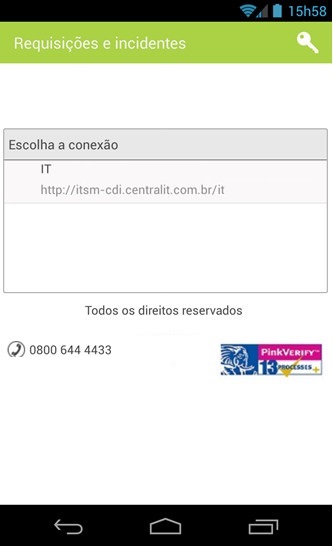 15h58
Requisições e incidentes
Escolha a conexão
IT
http://itsm-cdi.centralit.com.br/it
Todos os direitos reservados
0800 644 4433
PinkVERIFY™
13 PROCESSES+